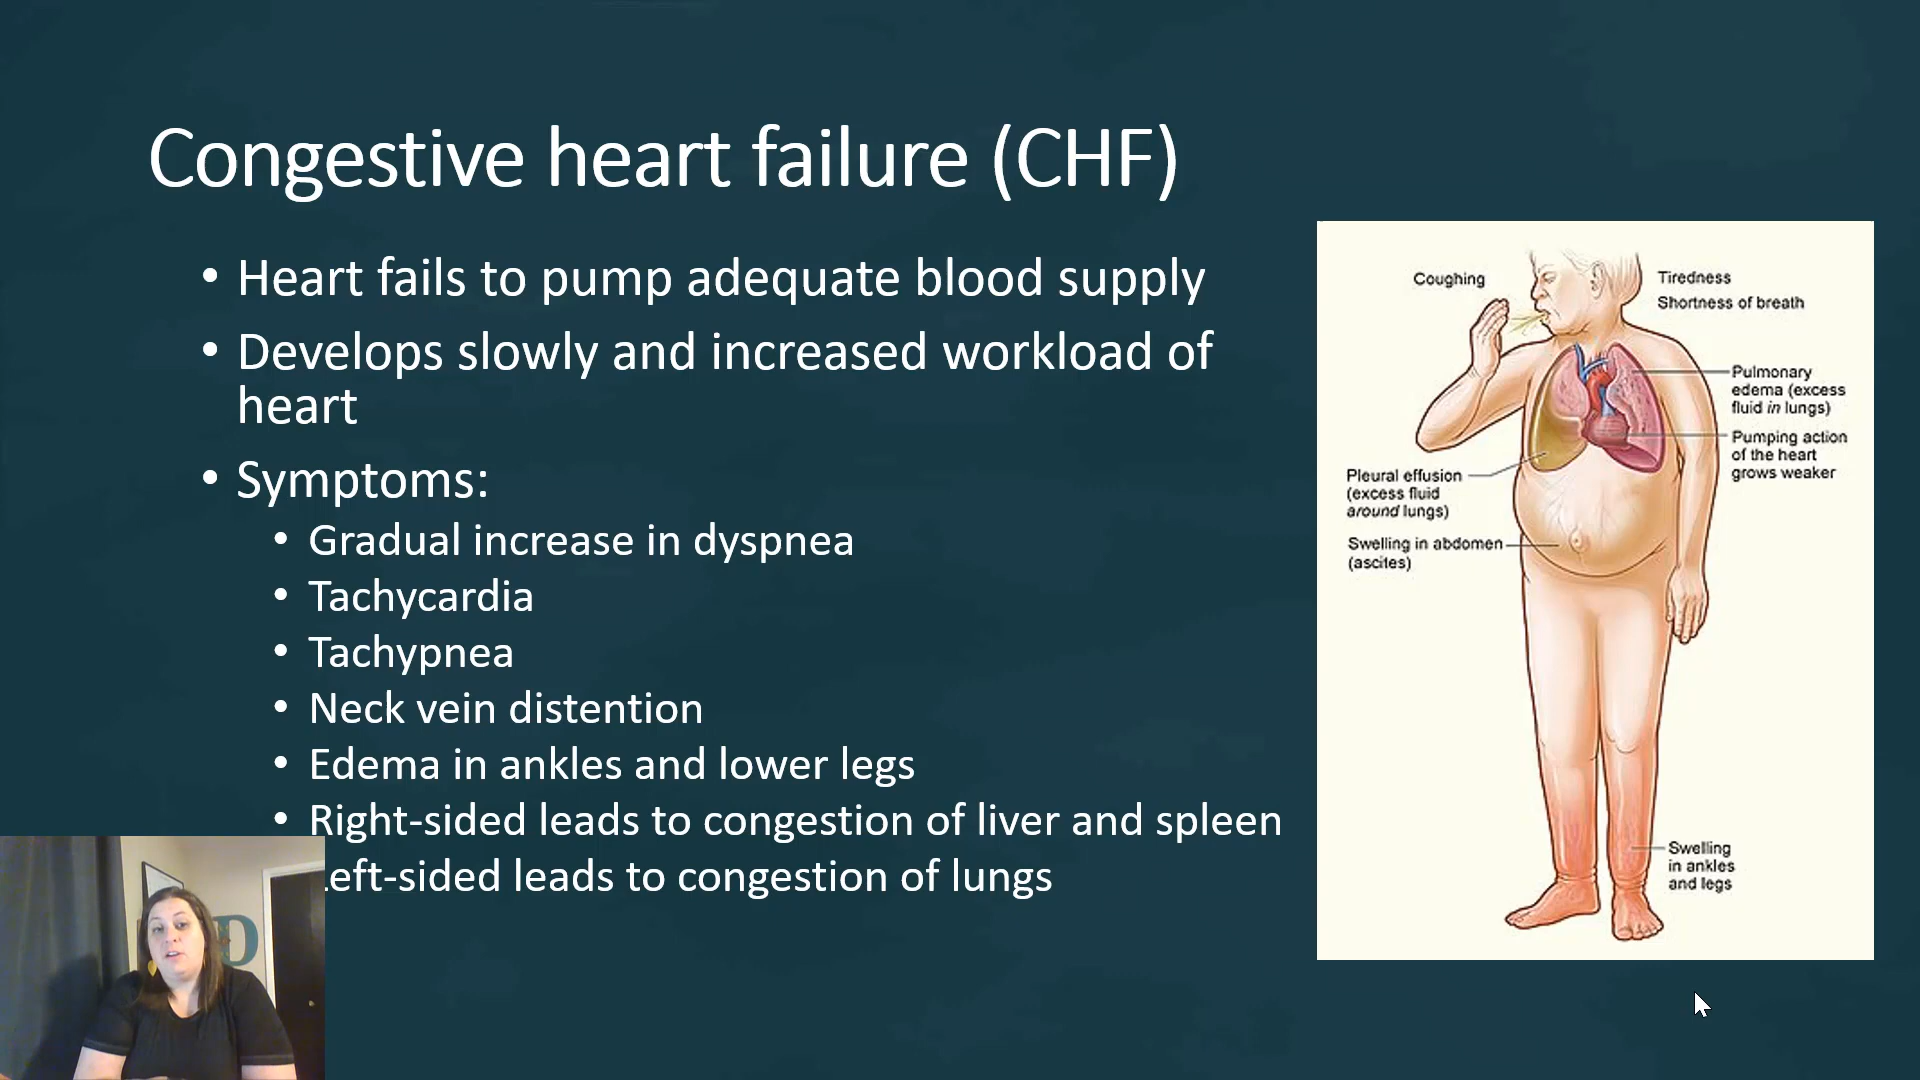 Congestive heart failure (CHF)
• Heart fails to pump adequate blood supply
• Develops slowly and increased workload of
heart
• Symptoms:
• Gradual increase in dyspnea
• Tachycardia
• Tachypnea
• Neck vein distention
• Edema in ankles and lower legs
• Right-sided leads to congestion of liver and spleen
Left-sided leads to congestion of lungs
Coughing
Tiredness
Shortness of breath
Pulmonary
edema (excess
fluid in lungs)
Pumping action
of the heart
grows weaker
Pleural effusion
(excess fluid
around lungs)
Swelling in abdomen
(ascites)
Swelling
in ankles
and legs
D